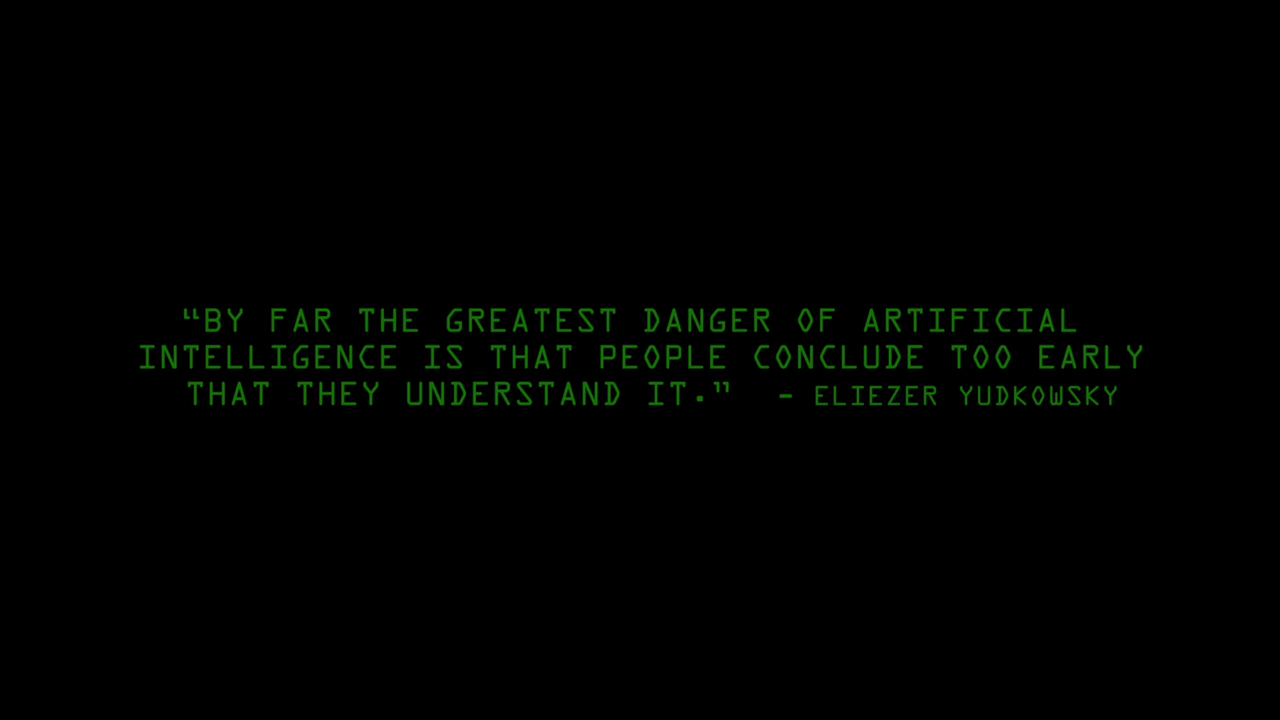 “BY FAR THE GREATEST DANGER OF ARTIFICIAL
INTELLIGENCE IS THAT PEOPLE CONCLUDE TOO EARLY
THAT THEY UNDERSTAND IT.” - ELIEZER YUDKOWSKY